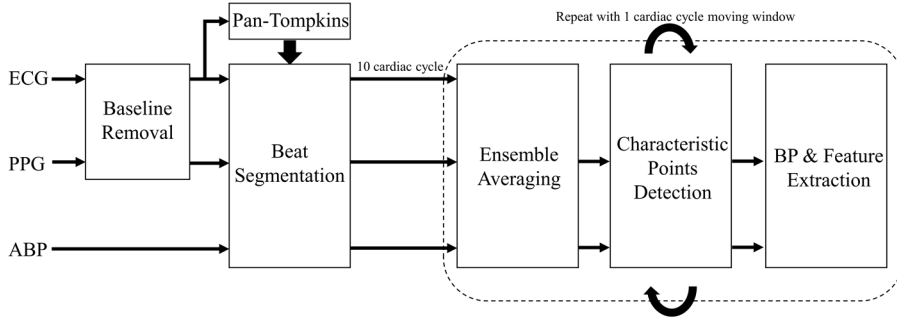 Pan-Tompkins
Repeat with 1 cardiac cycle moving window
ECG
10 cardiac cycle
Baseline
Removal
PPG
Beat
Segmentation
Ensemble
Averaging
Characteristic
Points
Detection
BP & Feature
Extraction
ABP